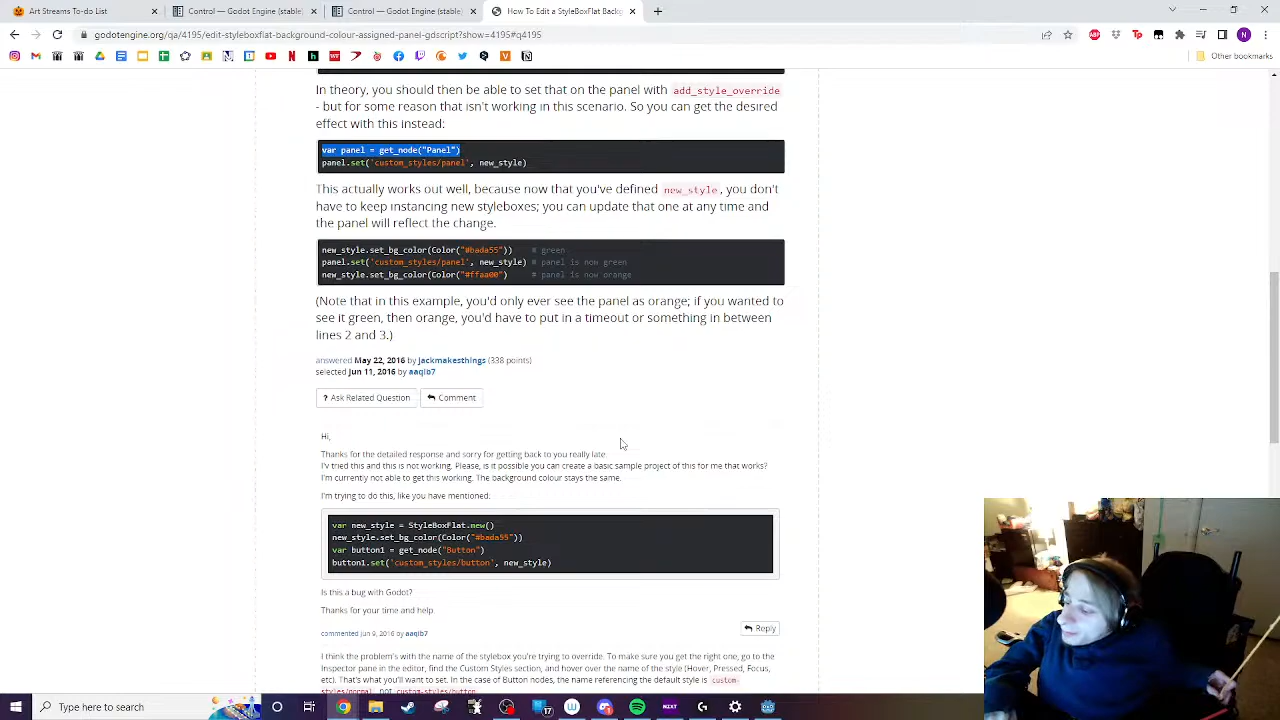 Art Streams To-do List
Control — Godot Engine (stable)
Control — Godot Engine (stable)
How To Edit a StyleBoxFlat Backg
godotengine.org/qa/4195/edit-styleboxflat-background-colour-assigned-panel-gdscript?show=4195#q4195
Other bookmarks
In theory, you should then be able to set that on the panel with add_style_override
- but for some reason that isn't working in this scenario. So you can get the desired
effect with this instead:
var panel = get_node("Panel")
panel.set('custom_styles/panel', new_style)
This actually works out well, because now that you've defined new_style, you don't
have to keep instancing new styleboxes; you can update that one at any time and
the panel will reflect the change.
new_style.set_bg_color(Color("#bada55")) # green
panel.set('custom_styles/panel', new_style) # panel is now green
new_style.set_bg_color(Color("#ffaa00") # panel is now orange
(Note that in this example, you'd only ever see the panel as orange; if you wanted to
see it green, then orange, you'd have to put in a timeout or something in between
lines 2 and 3.)
answered May 22, 2016 by jackmakesthings (338 points)
selected Jun 11, 2016 by aaqib7
? Ask Related Question Comment
Hi,
Thanks for the detailed response and sorry for getting back to you really late.
I'v tried this and this is not working. Please, is it possible you can create a basic sample project of this for me that works?
I'm currently not able to get this working. The background colour stays the same.
I'm trying to do this, like you have mentioned:
var new_style = StyleBoxFlat.new()
new_style.set_bg_color(Color("#bada55"))
var button1 = get_node("Button")
button1.set('custom_styles/button', new_style)
Is this a bug with Godot?
Thanks for your time and help.
Reply
commented Jun 9, 2016 by aaqib7
I think the problem's with the name of the stylebox you're trying to override. To make sure you get the right one, go to the
Inspector pane in the editor, find the Custom Styles section, and hover over the name of the style (Hover, Pressed, Focus,
etc). That's what you'll want to set. In the case of Button nodes, the name referencing the default style is custom-
styles/normal, not custom-styles/button.
Type here to search